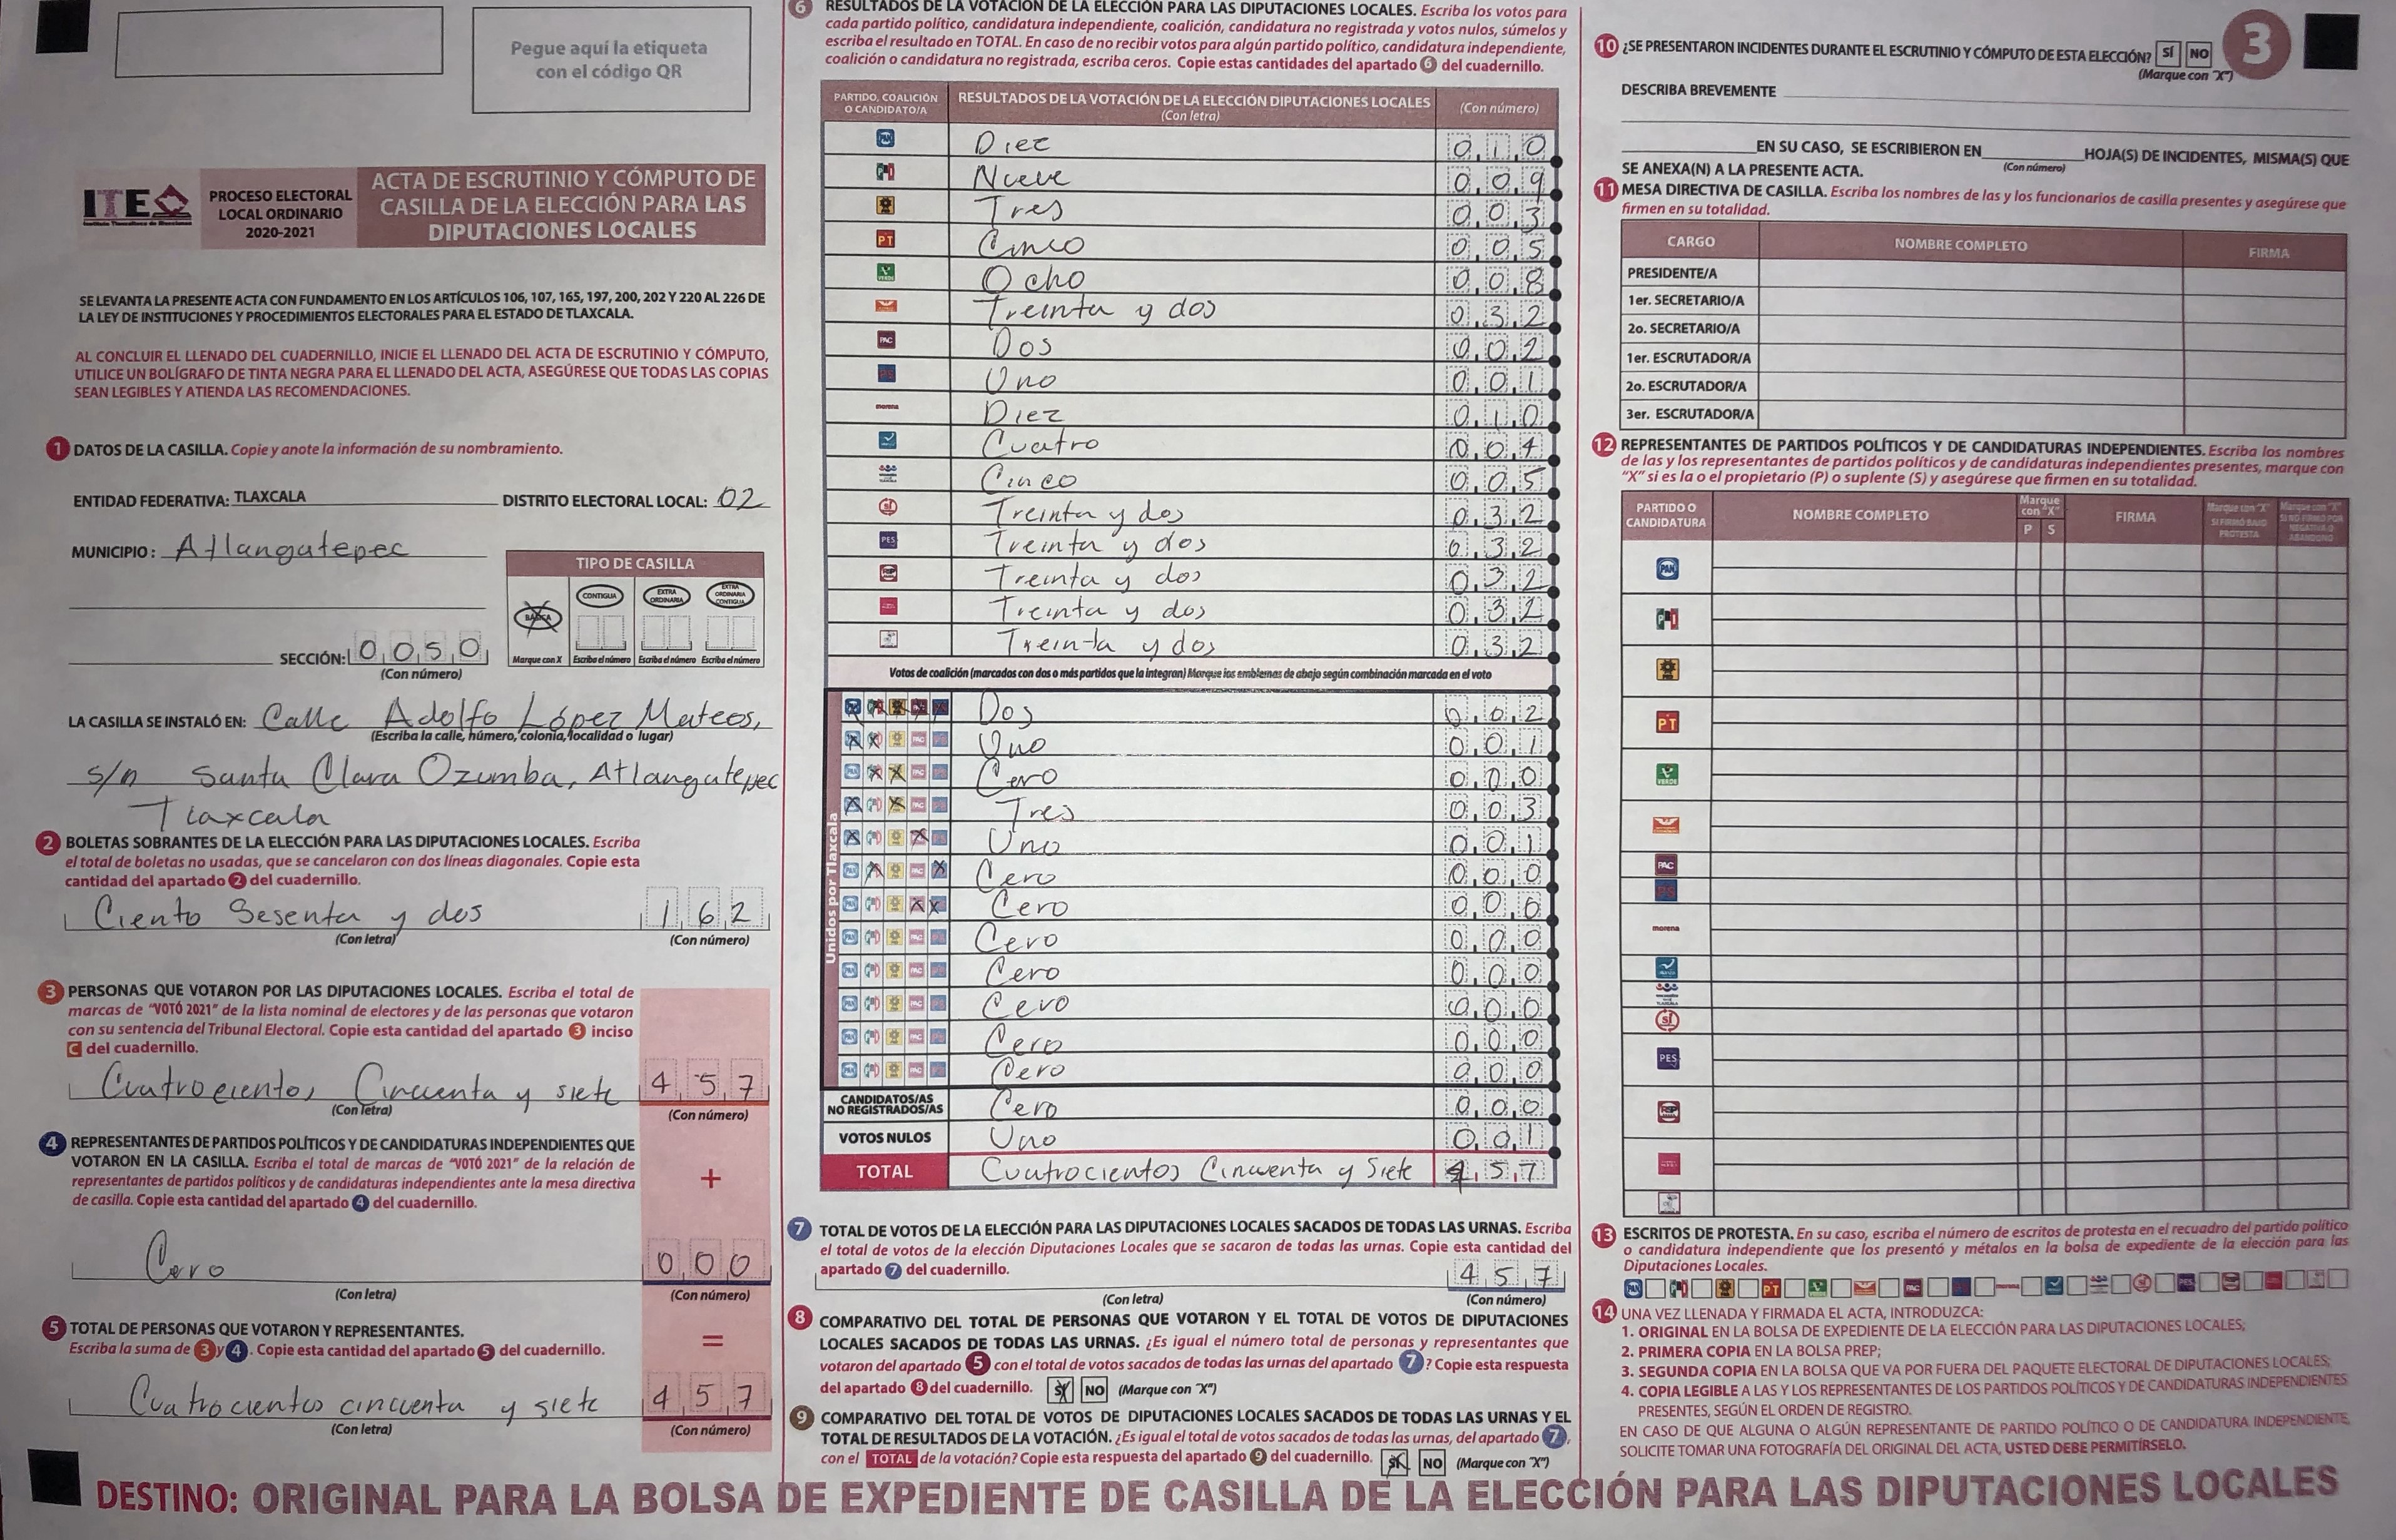 Pegue aquí la etiqueta
con el código QR
ITE
Instituto Tlaxcalteca de Elecciones
PROCESO ELECTORAL
LOCAL ORDINARIO
2020-2021
ACTA DE ESCRUTINIO Y CÓMPUTO DE
CASILLA DE LA ELECCIÓN PARA LAS
DIPUTACIONES LOCALES
SE LEVANTA LA PRESENTE ACTA CON FUNDAMENTO EN LOS ARTÍCULOS 106, 107, 165, 197, 200, 202 Y 220 AL 226 DE
LA LEY DE INSTITUCIONES Y PROCEDIMIENTOS ELECTORALES PARA EL ESTADO DE TLAXCALA.
AL CONCLUIR EL LLENADO DEL CUADERNILLO, INICIE EL LLENADO DEL ACTA DE ESCRUTINIO Y CÓMPUTO,
UTILICE UN BOLÍGRAFO DE TINTA NEGRA PARA EL LLENADO DEL ACTA, ASEGÚRESE QUE TODAS LAS COPIAS
SEAN LEGIBLES Y ATIENDA LAS RECOMENDACIONES.
1 DATOS DE LA CASILLA. Copie y anote la información de su nombramiento.
ENTIDAD FEDERATIVA: TLAXCALA DISTRITO ELECTORAL LOCAL: 02
MUNICIPIO: Atlangatepec
TIPO DE CASILLA
BÁSICA CONTIGUA EXTRA ORDINARIA EXTRA ORDINARIA CONTIGUA
Marque con X Escriba el número Escriba el número Escriba el número
SECCIÓN: 0050
(Con número)
LA CASILLA SE INSTALÓ EN: Calle Adolfo López Mateos,
(Escriba la calle, número, colonia, localidad o lugar)
s/n Santa Clara Ozumba, Atlangatepec
Tlaxcala
2 BOLETAS SOBRANTES DE LA ELECCIÓN PARA LAS DIPUTACIONES LOCALES. Escriba
el total de boletas no usadas, que se cancelaron con dos líneas diagonales. Copie esta
cantidad del apartado 2 del cuadernillo.
Ciento Sesenta y dos 162
(Con letra) (Con número)
3 PERSONAS QUE VOTARON POR LAS DIPUTACIONES LOCALES. Escriba el total de
marcas de "VOTÓ 2021" de la lista nominal de electores y de las personas que votaron
con su sentencia del Tribunal Electoral. Copie esta cantidad del apartado 3 inciso
C del cuadernillo.
Cuatrocientos Cincuenta y siete 457
(Con letra) (Con número)
4 REPRESENTANTES DE PARTIDOS POLÍTICOS Y DE CANDIDATURAS INDEPENDIENTES QUE
VOTARON EN LA CASILLA. Escriba el total de marcas de "VOTÓ 2021" de la relación de
representantes de partidos políticos y de candidaturas independientes ante la mesa directiva
de casilla. Copie esta cantidad del apartado 4 del cuadernillo.
+
Cero 000
(Con letra) (Con número)
5 TOTAL DE PERSONAS QUE VOTARON Y REPRESENTANTES.
Escriba la suma de 3 y 4. Copie esta cantidad del apartado 5 del cuadernillo.
=
Cuatrocientos cincuenta y siete 457
(Con letra) (Con número)
6 RESULTADOS DE LA VOTACIÓN DE LA ELECCIÓN PARA LAS DIPUTACIONES LOCALES. Escriba los votos para
cada partido político, candidatura independiente, coalición, candidatura no registrada y votos nulos, súmelos y
escriba el resultado en TOTAL. En caso de no recibir votos para algún partido político, candidatura independiente,
coalición o candidatura no registrada, escriba ceros. Copie estas cantidades del apartado 6 del cuadernillo.
PARTIDO, COALICIÓN O CANDIDATO/A RESULTADOS DE LA VOTACIÓN DE LA ELECCIÓN DIPUTACIONES LOCALES (Con letra) (Con número)
PAN Diez 010
PRI Nueve 009
Tres 003
PT Cinco 005
VERDE Ocho 008
Treinta y dos 032
PAC Dos 002
PS Uno 001
morena Diez 010
Cuatro 004
Cinco 005
SÍ Treinta y dos 032
PES Treinta y dos 032
RSP Treinta y dos 032
Treinta y dos 032
Treinta y dos 032
Votos de coalición (marcados con dos o más partidos que la integran) Marque los emblemas de abajo según combinación marcada en el voto
Unidos por Tlaxcala
Dos 002
Uno 001
Cero 000
Tres 003
Uno 001
Cero 000
Cero 000
Cero 000
Cero 000
Cero 000
Cero 000
Cero 000
CANDIDATOS/AS NO REGISTRADOS/AS Cero 000
VOTOS NULOS Uno 001
TOTAL Cuatrocientos Cincuenta y Siete 457
7 TOTAL DE VOTOS DE LA ELECCIÓN PARA LAS DIPUTACIONES LOCALES SACADOS DE TODAS LAS URNAS. Escriba
el total de votos de la elección Diputaciones Locales que se sacaron de todas las urnas. Copie esta cantidad del
apartado 7 del cuadernillo.
457
(Con letra) (Con número)
8 COMPARATIVO DEL TOTAL DE PERSONAS QUE VOTARON Y EL TOTAL DE VOTOS DE DIPUTACIONES
LOCALES SACADOS DE TODAS LAS URNAS. ¿Es igual el número total de personas y representantes que
votaron del apartado 5 con el total de votos sacados de todas las urnas del apartado 7? Copie esta respuesta
del apartado 8 del cuadernillo. SÍ NO (Marque con "X")
9 COMPARATIVO DEL TOTAL DE VOTOS DE DIPUTACIONES LOCALES SACADOS DE TODAS LAS URNAS Y EL
TOTAL DE RESULTADOS DE LA VOTACIÓN. ¿Es igual el total de votos sacados de todas las urnas, del apartado 7,
con el TOTAL de la votación? Copie esta respuesta del apartado 9 del cuadernillo. SÍ NO (Marque con "X")
10 ¿SE PRESENTARON INCIDENTES DURANTE EL ESCRUTINIO Y CÓMPUTO DE ESTA ELECCIÓN? SÍ NO
(Marque con "X")
3
DESCRIBA BREVEMENTE
EN SU CASO, SE ESCRIBIERON EN HOJA(S) DE INCIDENTES, MISMA(S) QUE
(Con número)
SE ANEXA(N) A LA PRESENTE ACTA.
11 MESA DIRECTIVA DE CASILLA. Escriba los nombres de las y los funcionarios de casilla presentes y asegúrese que
firmen en su totalidad.
CARGO NOMBRE COMPLETO FIRMA
PRESIDENTE/A
1er. SECRETARIO/A
2o. SECRETARIO/A
1er. ESCRUTADOR/A
2o. ESCRUTADOR/A
3er. ESCRUTADOR/A
12 REPRESENTANTES DE PARTIDOS POLÍTICOS Y DE CANDIDATURAS INDEPENDIENTES. Escriba los nombres
de las y los representantes de partidos políticos y de candidaturas independientes presentes, marque con
"X" si es la o el propietario (P) o suplente (S) y asegúrese que firmen en su totalidad.
PARTIDO O CANDIDATURA NOMBRE COMPLETO Marque con "X" P S FIRMA Marque con "X" SI FIRMÓ BAJO PROTESTA Marque con "X" SI NO FIRMÓ POR NEGATIVA O ABANDONO
PAN
PRI
PT
VERDE
PAC
PS
morena
SÍ
PES
RSP
13 ESCRITOS DE PROTESTA. En su caso, escriba el número de escritos de protesta en el recuadro del partido político
o candidatura independiente que los presentó y métalos en la bolsa de expediente de la elección para las
Diputaciones Locales.
14 UNA VEZ LLENADA Y FIRMADA EL ACTA, INTRODUZCA:
1. ORIGINAL EN LA BOLSA DE EXPEDIENTE DE LA ELECCIÓN PARA LAS DIPUTACIONES LOCALES;
2. PRIMERA COPIA EN LA BOLSA PREP;
3. SEGUNDA COPIA EN LA BOLSA QUE VA POR FUERA DEL PAQUETE ELECTORAL DE DIPUTACIONES LOCALES;
4. COPIA LEGIBLE A LAS Y LOS REPRESENTANTES DE LOS PARTIDOS POLÍTICOS Y DE CANDIDATURAS INDEPENDIENTES
PRESENTES, SEGÚN EL ORDEN DE REGISTRO.
EN CASO DE QUE ALGUNA O ALGÚN REPRESENTANTE DE PARTIDO POLÍTICO O DE CANDIDATURA INDEPENDIENTE,
SOLICITE TOMAR UNA FOTOGRAFÍA DEL ORIGINAL DEL ACTA, USTED DEBE PERMITÍRSELO.
DESTINO: ORIGINAL PARA LA BOLSA DE EXPEDIENTE DE CASILLA DE LA ELECCIÓN PARA LAS DIPUTACIONES LOCALES